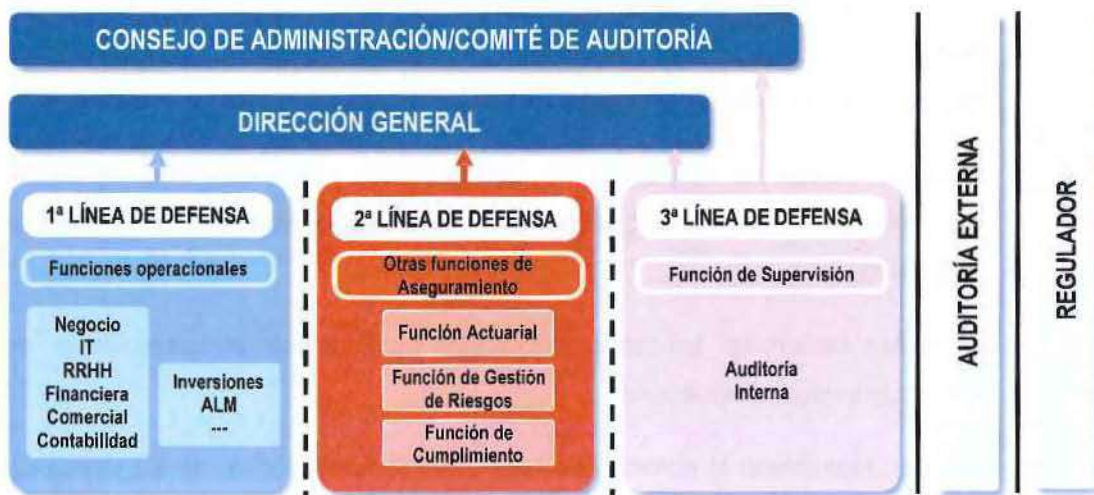 CONSEJO DE ADMINISTRACIÓN/COMITÉ DE AUDITORÍA
DIRECCIÓN GENERAL
1ª LÍNEA DE DEFENSA
Funciones operacionales
Negocio
IT
RRHH
Financiera
Comercial
Contabilidad
Inversiones
ALM
---
2ª LÍNEA DE DEFENSA
Otras funciones de
Aseguramiento
Función Actuarial
Función de Gestión
de Riesgos
Función de
Cumplimiento
3ª LÍNEA DE DEFENSA
Función de Supervisión
Auditoría
Interna
AUDITORÍA EXTERNA
REGULADOR